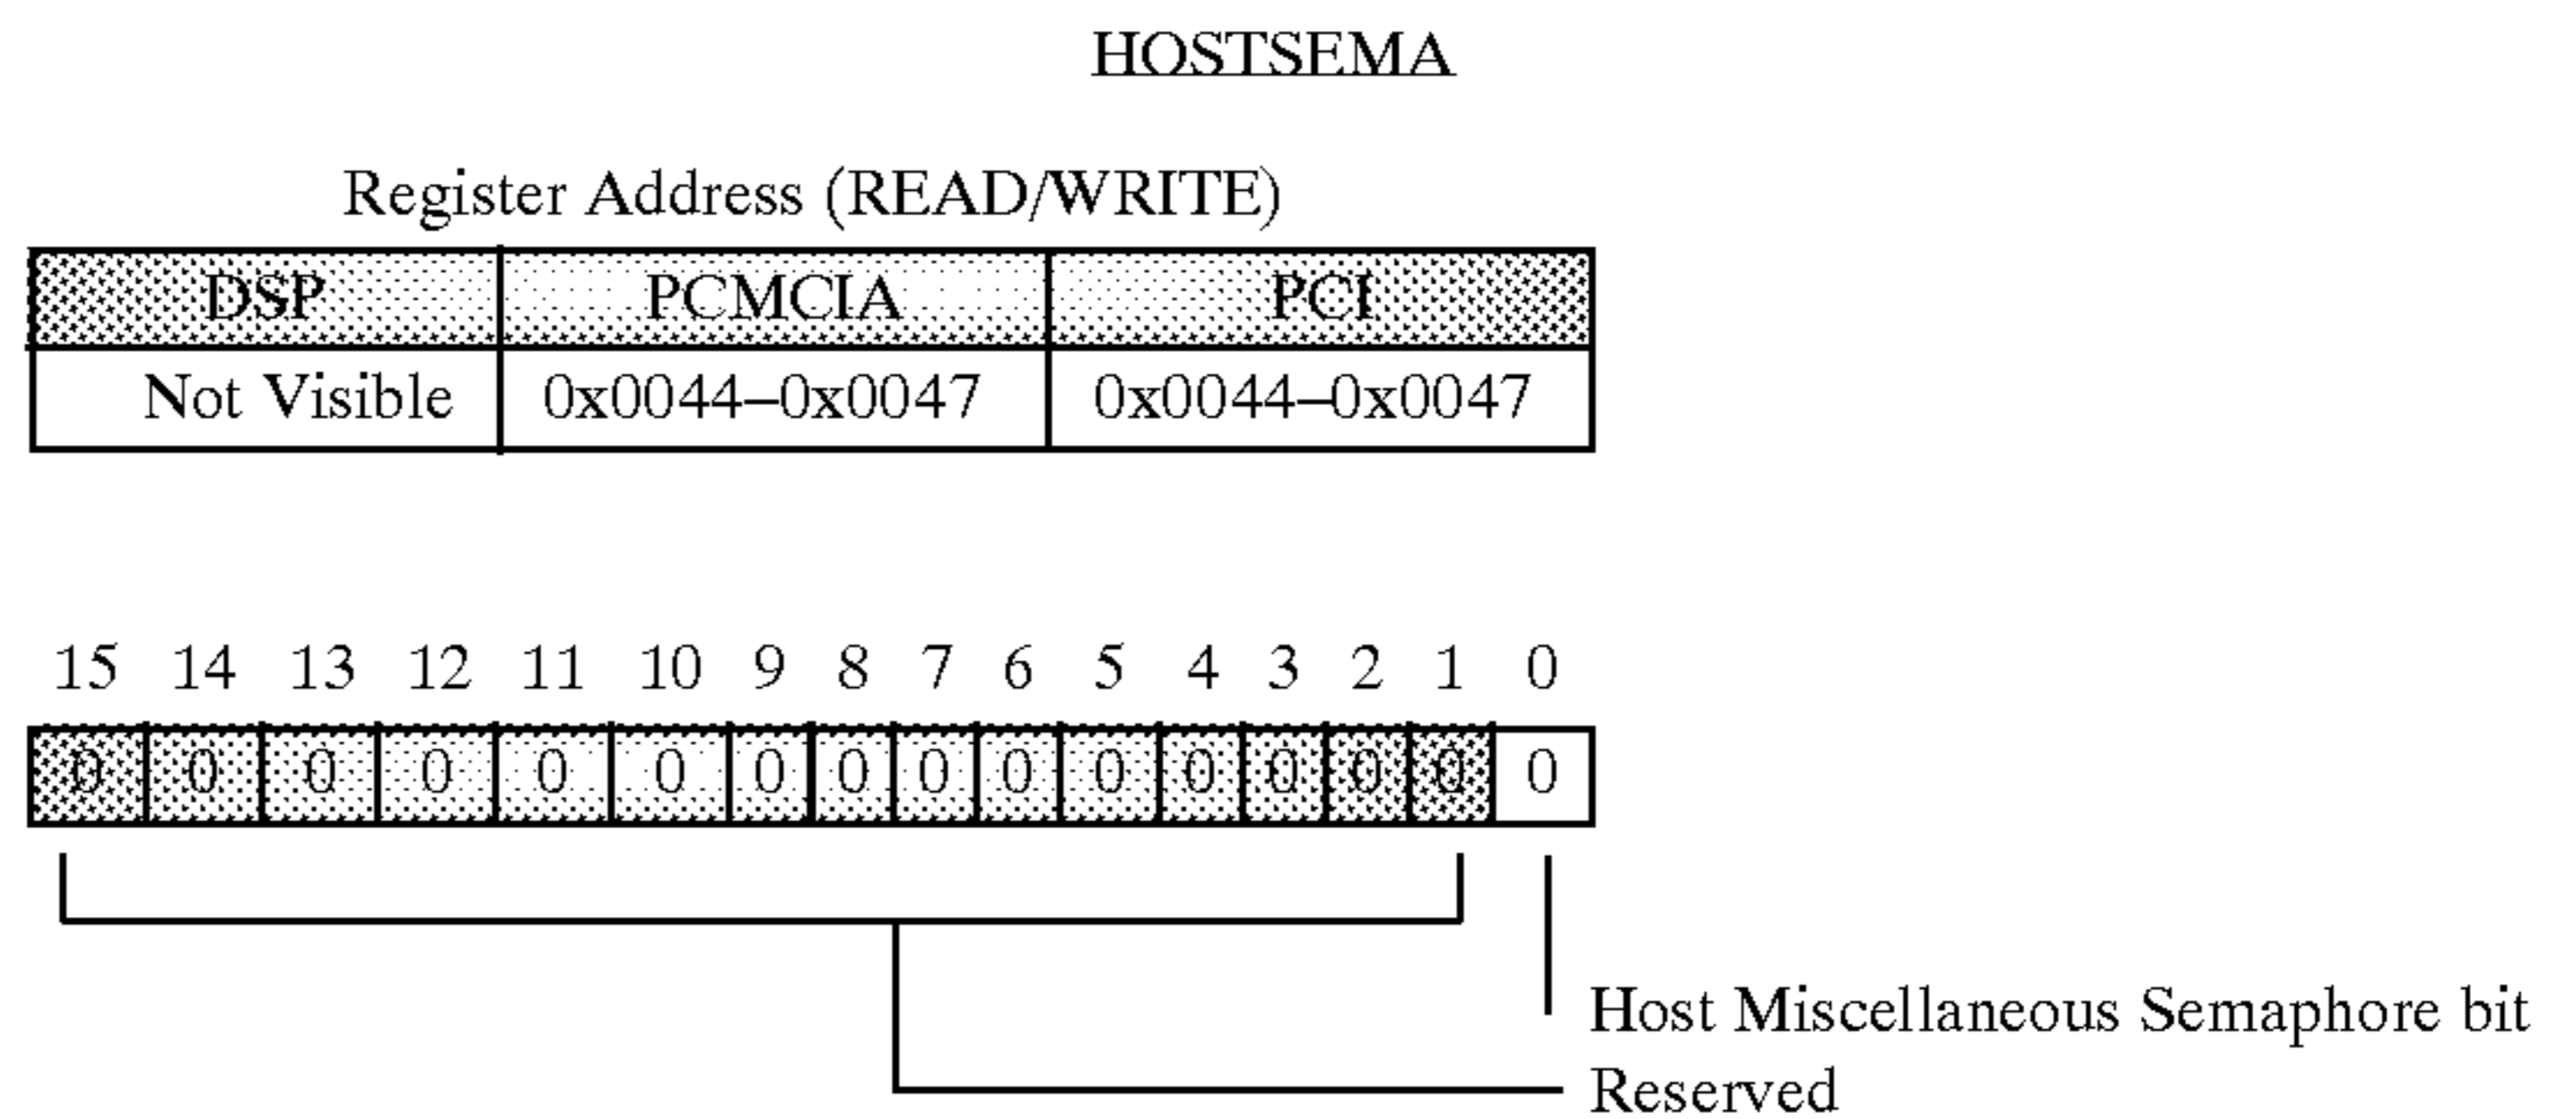 HOSTSEMA
Register Address (READ/WRITE)
DSP PCMCIA PCI
Not Visible 0x0044–0x0047 0x0044–0x0047
15 14 13 12 11 10 9 8 7 6 5 4 3 2 1 0
0 0 0 0 0 0 0 0 0 0 0 0 0 0 0 0
Host Miscellaneous Semaphore bit
Reserved